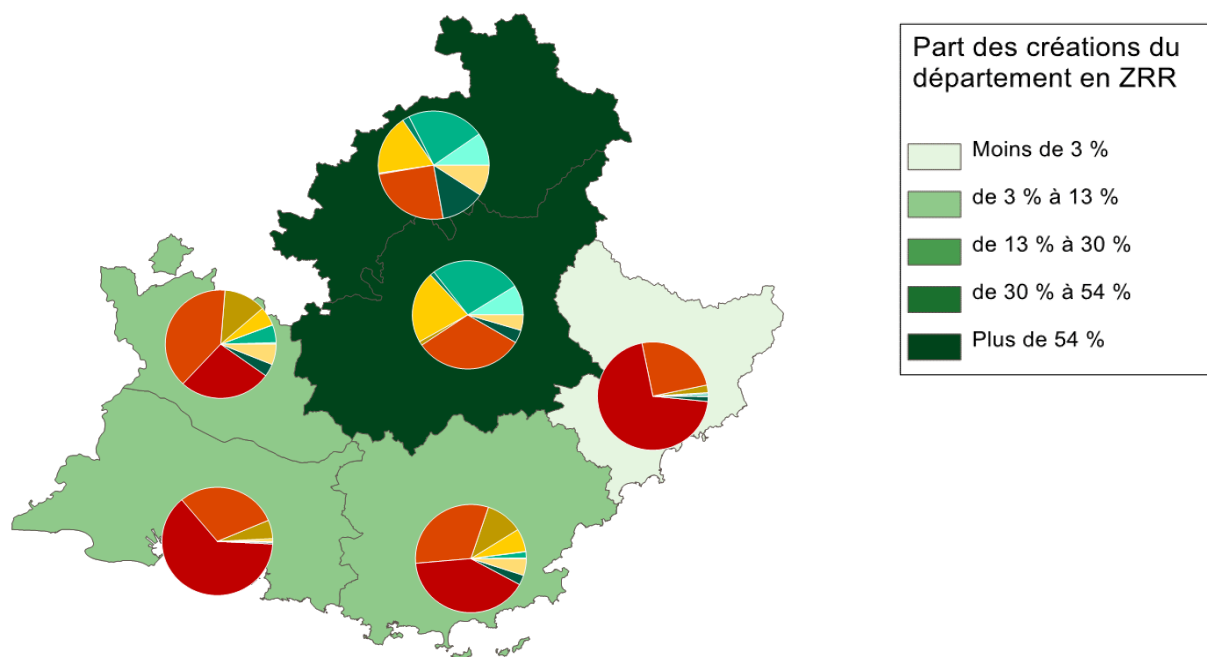 Part des créations du
département en ZRR
Moins de 3 %
de 3 % à 13 %
de 13 % à 30 %
de 30 % à 54 %
Plus de 54 %